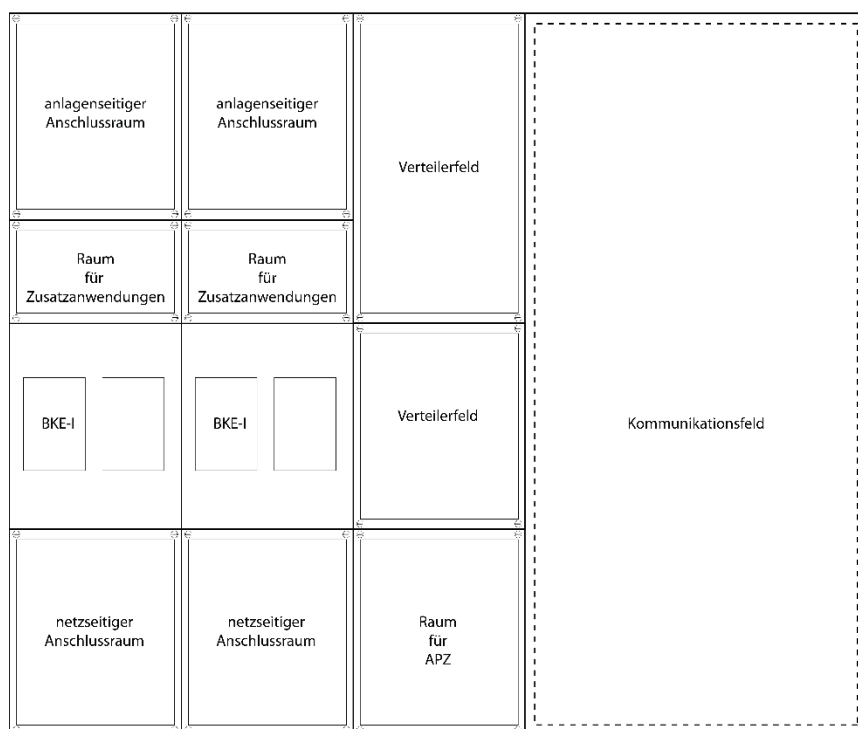 anlagenseitiger
Anschlussraum
anlagenseitiger
Anschlussraum
Verteilerfeld
Raum
für
Zusatzanwendungen
Raum
für
Zusatzanwendungen
BKE-I
BKE-I
Verteilerfeld
Kommunikationsfeld
netzseitiger
Anschlussraum
netzseitiger
Anschlussraum
Raum
für
APZ